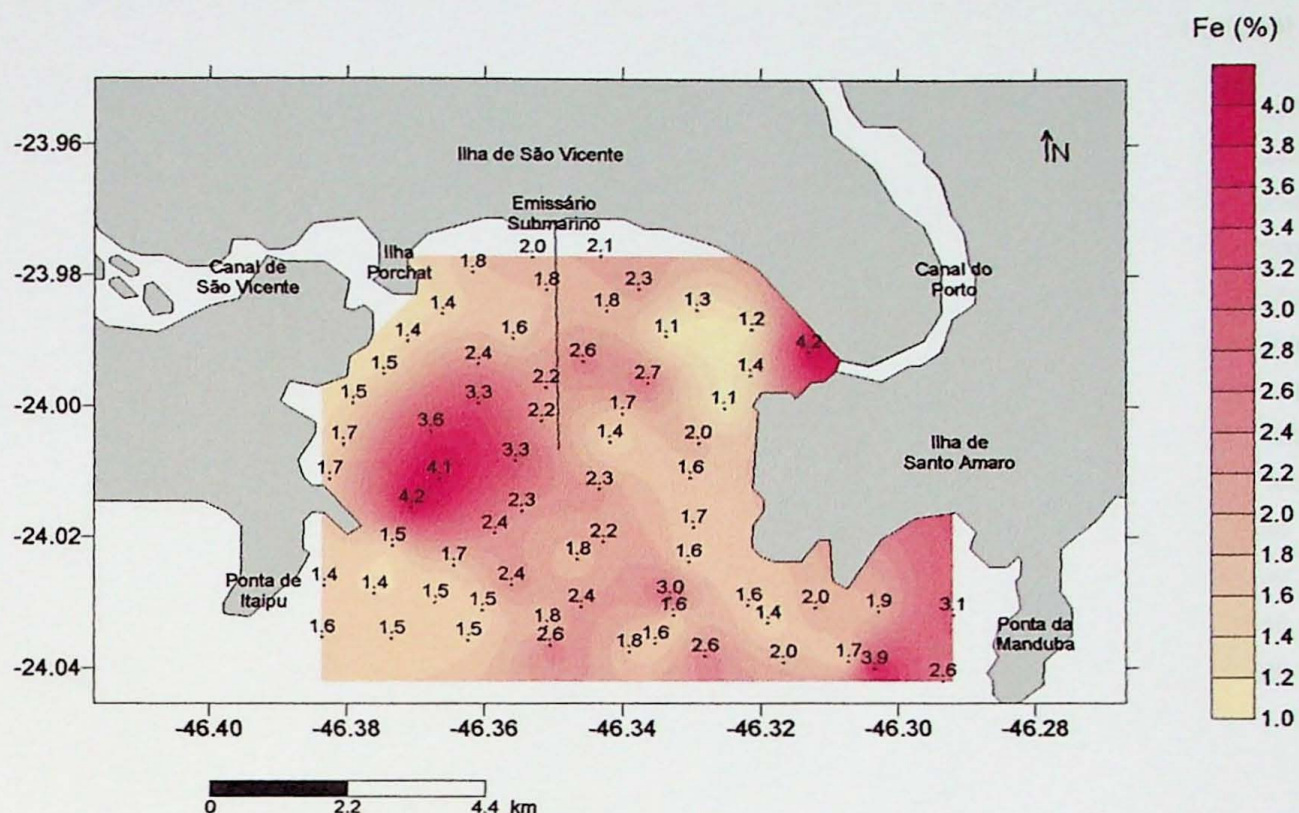 Fe (%)
4.0
3.8
3.6
3.4
3.2
3.0
2.8
2.6
2.4
2.2
2.0
1.8
1.6
1.4
1.2
1.0
-23.96
-23.98
-24.00
-24.02
-24.04
Ilha de São Vicente
N
Emissário
Submarino
Ilha
Porchat
Canal de
São Vicente
Canal do
Porto
Ilha de
Santo Amaro
Ponta de
Itaipu
Ponta da
Manduba
2.0 2.1
1.8
1.8 2.3
1.4 1.8 1.3
1.4 1.6 1.1 1.2
2.4 2.6 4.2
1.5 2.2 2.7 1.4
1.5 3.3 1.7 1.1
3.6 2.2
1.7 1.4 2.0
3.3
1.7 4.1 2.3 1.6
4.2 2.3
2.4 1.7
1.5 2.2
1.7 1.8 1.6
1.4 1.4 2.4
1.5 1.5 2.4 3.0 1.6 1.6 2.0 1.9 3.1
1.8 1.4
1.6 1.5 1.5 2.6 1.8 1.6 2.6
2.0 1.7 3.9 2.6
-46.40 -46.38 -46.36 -46.34 -46.32 -46.30 -46.28
0 2.2 4.4 km